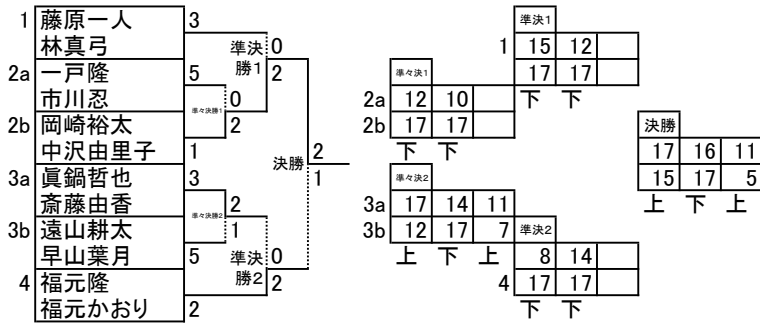 1 藤原一人 3
林真弓 準決勝1 0
2a 一戸隆 5 2
市川忍 準々決勝1 0
2b 岡崎裕太 2
中沢由里子 1 決勝 2
3a 眞鍋哲也 3 1
斎藤由香 準々決勝2 2
3b 遠山耕太 1
早山葉月 5 準決勝2 0
4 福元隆 2
福元かおり 2
準決1
1 15 12
17 17
下 下
準々決1
2a 12 10
2b 17 17
下 下
準々決2
3a 17 14 11
3b 12 17 7
上 下 上
準決2
8 14
4 17 17
下 下
決勝
17 16 11
15 17 5
上 下 上